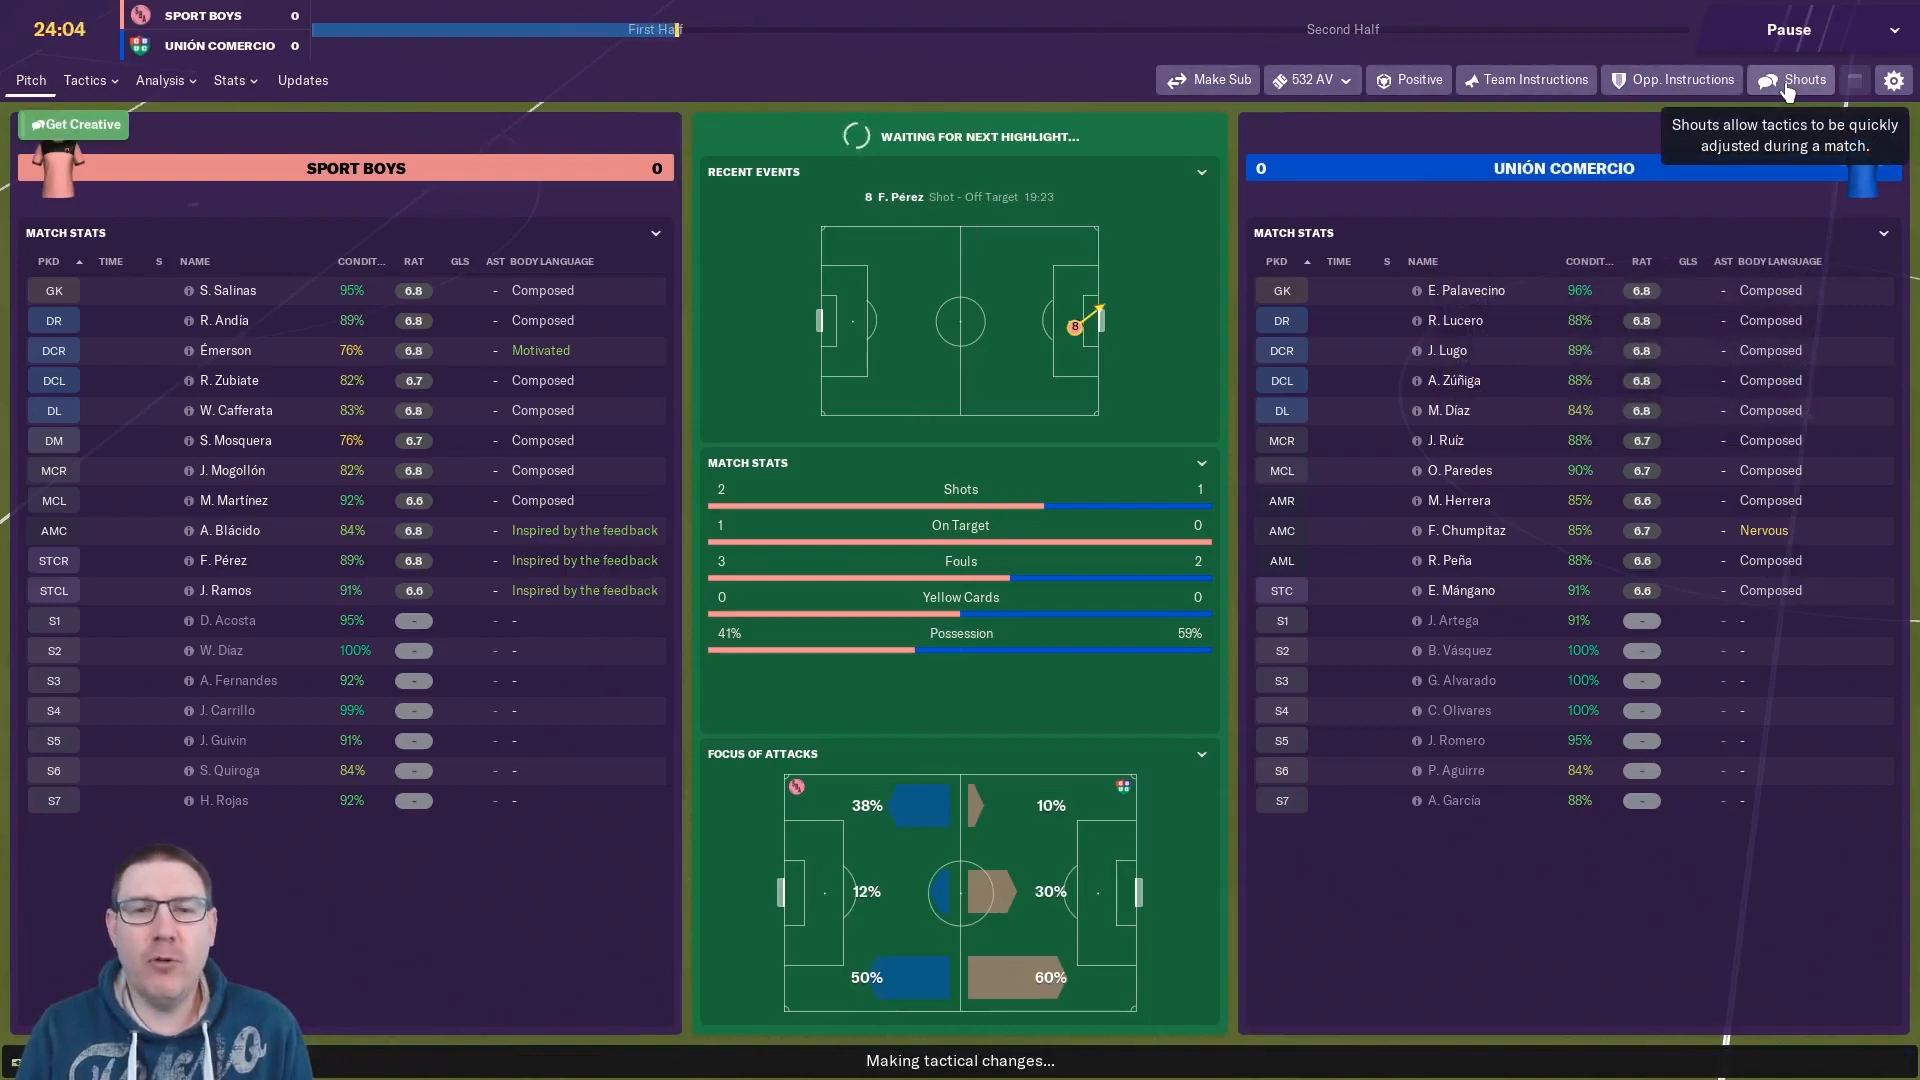 24:04
SPORT BOYS 0
UNIÓN COMERCIO 0
First Half
Second Half
Pause
Pitch Tactics Analysis Stats Updates
Make Sub 532 AV Positive Team Instructions Opp. Instructions Shouts
Shouts allow tactics to be quickly
adjusted during a match.
Get Creative
SPORT BOYS 0
MATCH STATS
PKD TIME S NAME CONDIT... RAT GLS AST BODY LANGUAGE
GK S. Salinas 95% 6.8 - Composed
DR R. Andía 89% 6.8 - Composed
DCR Émerson 76% 6.8 - Motivated
DCL R. Zubiate 82% 6.7 - Composed
DL W. Cafferata 83% 6.8 - Composed
DM S. Mosquera 76% 6.7 - Composed
MCR J. Mogollón 82% 6.8 - Composed
MCL M. Martínez 92% 6.6 - Composed
AMC A. Blácido 84% 6.8 - Inspired by the feedback
STCR F. Pérez 89% 6.8 - Inspired by the feedback
STCL J. Ramos 91% 6.6 - Inspired by the feedback
S1 D. Acosta 95% - - -
S2 W. Díaz 100% - - -
S3 A. Fernandes 92% - - -
S4 J. Carrillo 99% - - -
S5 J. Guivin 91% - - -
S6 S. Quiroga 84% - - -
S7 H. Rojas 92% - - -
WAITING FOR NEXT HIGHLIGHT...
RECENT EVENTS
8 F. Pérez Shot - Off Target 19:23
8
MATCH STATS
2 Shots 1
1 On Target 0
3 Fouls 2
0 Yellow Cards 0
41% Possession 59%
FOCUS OF ATTACKS
38% 10%
12% 30%
50% 60%
0 UNIÓN COMERCIO
MATCH STATS
PKD TIME S NAME CONDIT... RAT GLS AST BODY LANGUAGE
GK E. Palavecino 96% 6.8 - Composed
DR R. Lucero 88% 6.8 - Composed
DCR J. Lugo 89% 6.8 - Composed
DCL A. Zúñiga 88% 6.8 - Composed
DL M. Díaz 84% 6.8 - Composed
MCR J. Ruíz 88% 6.7 - Composed
MCL O. Paredes 90% 6.7 - Composed
AMR M. Herrera 85% 6.6 - Composed
AMC F. Chumpitaz 85% 6.7 - Nervous
AML R. Peña 88% 6.6 - Composed
STC E. Mángano 91% 6.6 - Composed
S1 J. Artega 91% - - -
S2 B. Vásquez 100% - - -
S3 G. Alvarado 100% - - -
S4 C. Olivares 100% - - -
S5 J. Romero 95% - - -
S6 P. Aguirre 84% - - -
S7 A. García 88% - - -
Making tactical changes...